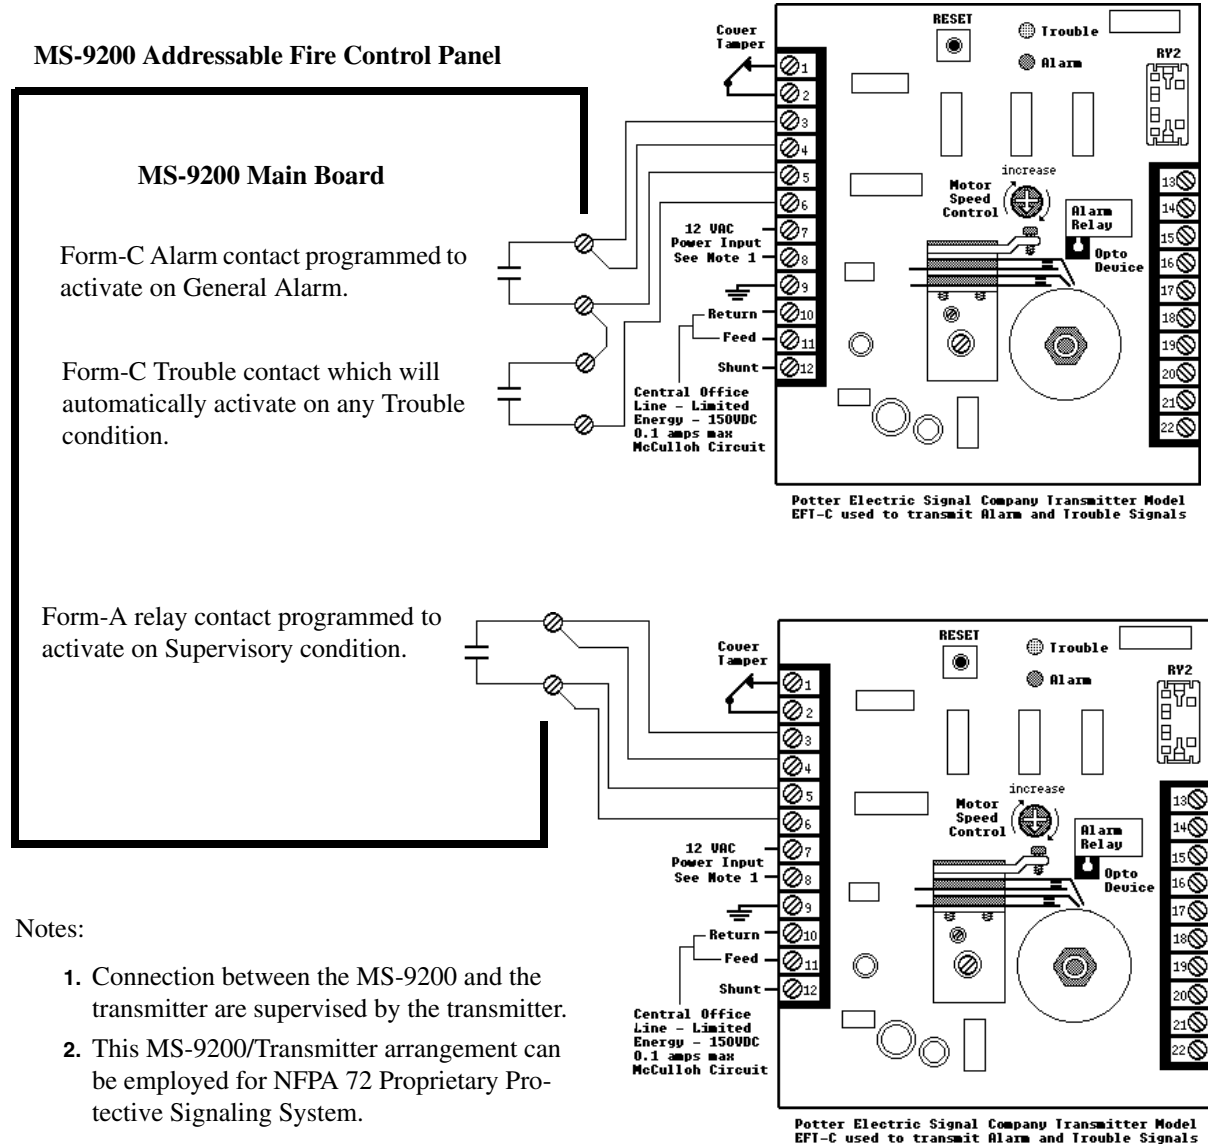 MS-9200 Addressable Fire Control Panel
MS-9200 Main Board
Form-C Alarm contact programmed to
activate on General Alarm.
Form-C Trouble contact which will
automatically activate on any Trouble
condition.
Cover
Tamper
RESET
Trouble
Alarm
RY2
1
2
3
4
5
6
7
8
9
10
11
12
12 VAC
Power Input
See Note 1
Return
Feed
Shunt
Central Office
Line - Limited
Energy - 150VDC
0.1 amps max
McCulloh Circuit
increase
Motor
Speed
Control
Alarm
Relay
Opto
Device
13
14
15
16
17
18
19
20
21
22
Potter Electric Signal Company Transmitter Model
EFT-C used to transmit Alarm and Trouble Signals
Form-A relay contact programmed to
activate on Supervisory condition.
Cover
Tamper
RESET
Trouble
Alarm
RY2
1
2
3
4
5
6
7
8
9
10
11
12
12 VAC
Power Input
See Note 1
Return
Feed
Shunt
Central Office
Line - Limited
Energy - 150VDC
0.1 amps max
McCulloh Circuit
increase
Motor
Speed
Control
Alarm
Relay
Opto
Device
13
14
15
16
17
18
19
20
21
22
Potter Electric Signal Company Transmitter Model
EFT-C used to transmit Alarm and Trouble Signals
Notes:
1. Connection between the MS-9200 and the
transmitter are supervised by the transmitter.
2. This MS-9200/Transmitter arrangement can
be employed for NFPA 72 Proprietary Pro-
tective Signaling System.